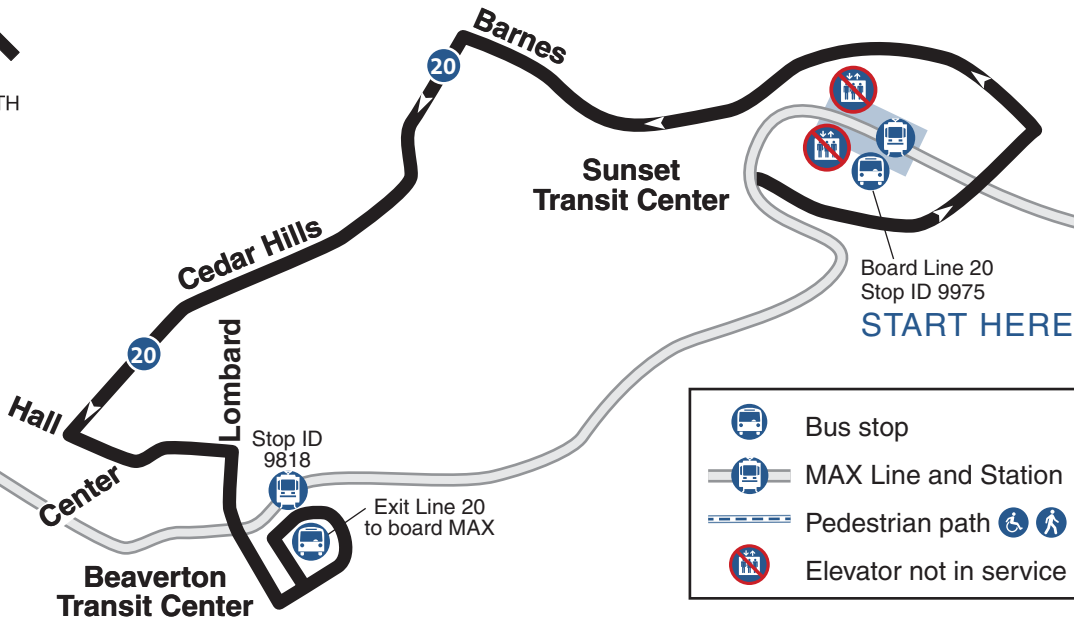 TH
20
Barnes
Sunset
Transit Center
Board Line 20
Stop ID 9975
START HERE
Cedar Hills
20
Hall
Center
Lombard
Stop ID
9818
Exit Line 20
to board MAX
Beaverton
Transit Center
Bus stop
MAX Line and Station
Pedestrian path
Elevator not in service